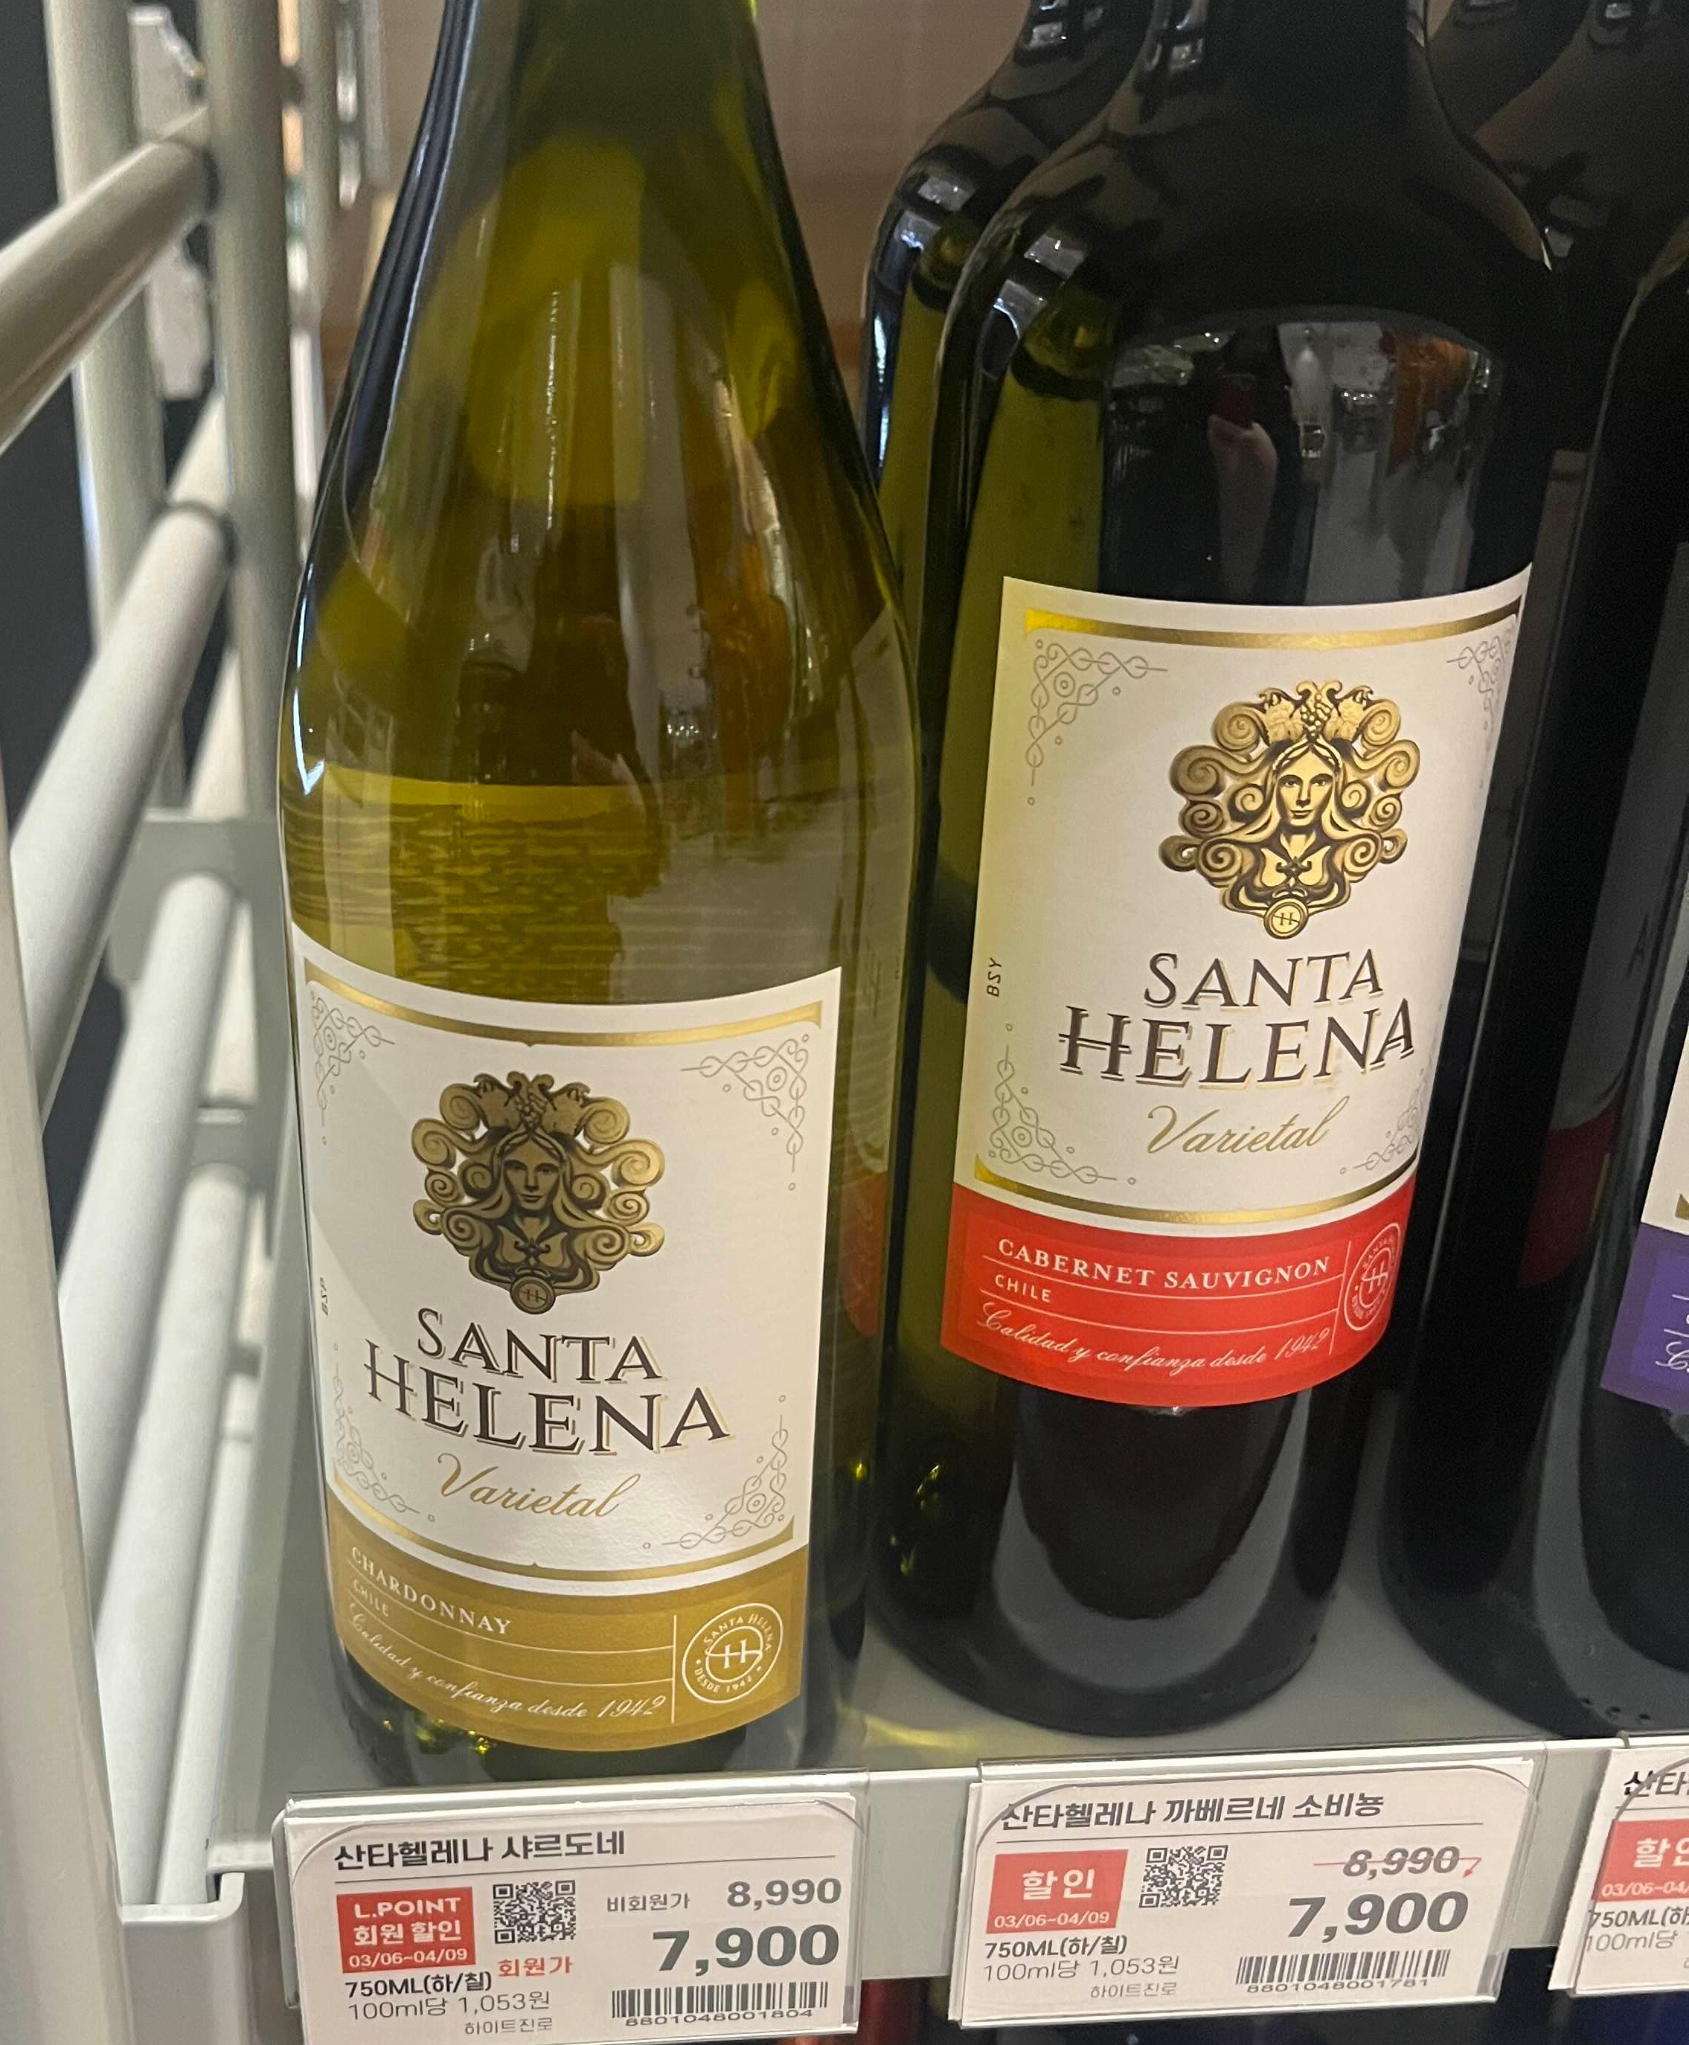 SANTA
HELENA
Varietal
CHARDONNAY
CHILE
Calidad y confianza desde 1942
SANTA HELENA
H
DESDE 1942
BSY
SANTA
HELENA
Varietal
CABERNET SAUVIGNON
CHILE
Calidad y confianza desde 1942
H
산타헬레나 샤르도네
L.POINT
회원 할인
03/06~04/09
비회원가 8,990
회원가 7,900
750ML(하/칠)
100ml당 1,053원
하이트진로
8801048001804
산타헬레나 까베르네 소비뇽
할인
03/06~04/09
8,990
7,900
750ML(하/칠)
100ml당 1,053원
하이트진로
8801048001781
750ML(하
100ml당